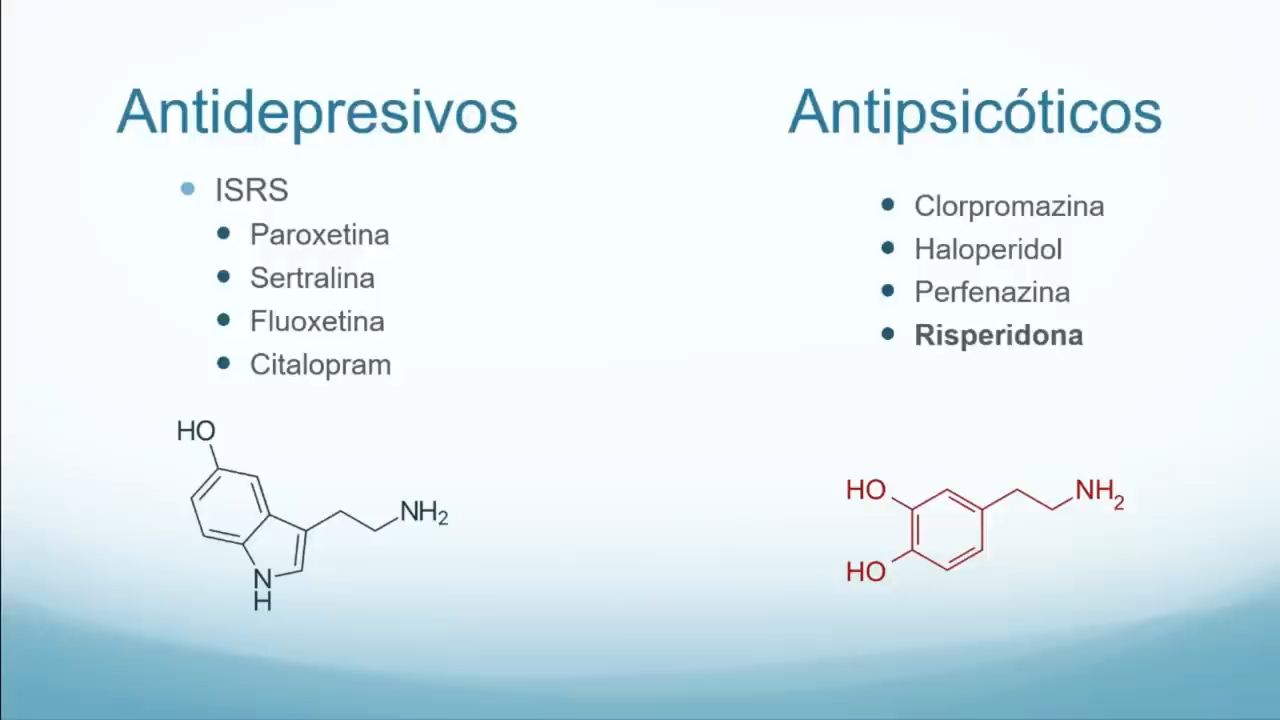 Antidepresivos
ISRS
Paroxetina
Sertralina
Fluoxetina
Citalopram
HO
NH2
N
H
Antipsicóticos
Clorpromazina
Haloperidol
Perfenazina
Risperidona
HO
NH2
HO